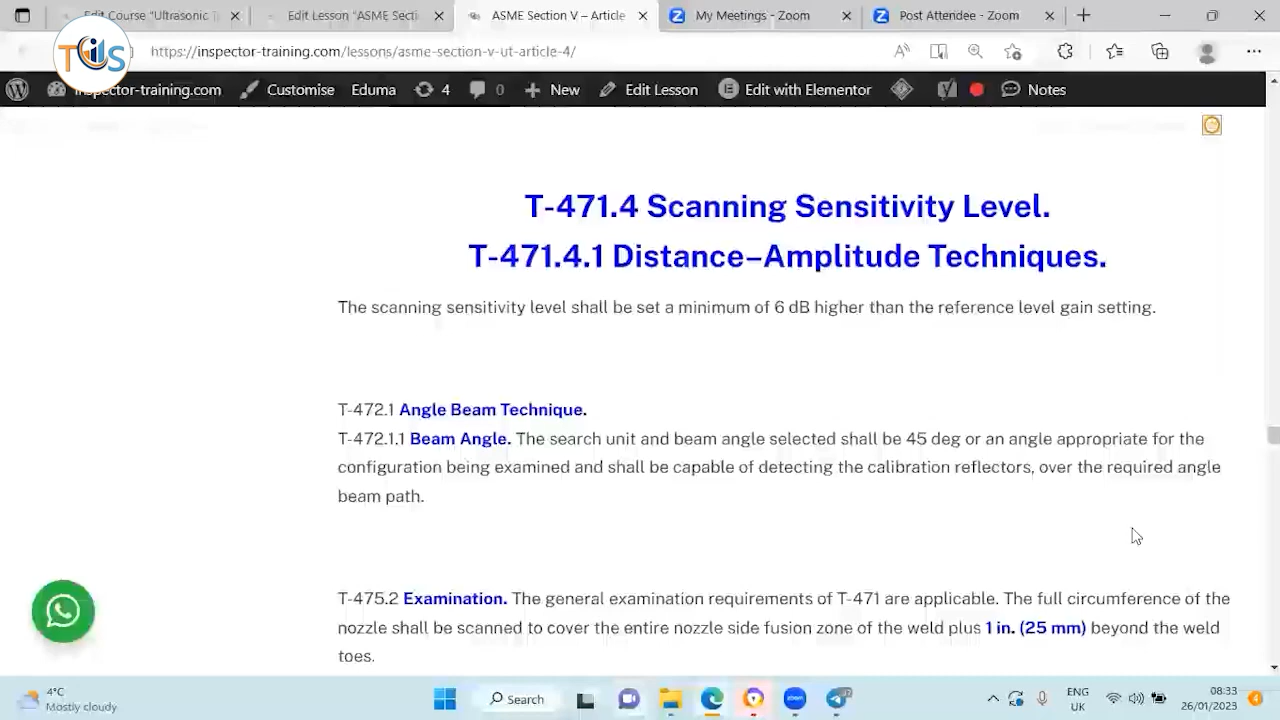 Edit Course "Ultrasonic T
Edit Lesson "ASME Secti
ASME Section V – Article
My Meetings - Zoom
Post Attendee - Zoom
TIIS
https://inspector-training.com/lessons/asme-section-v-ut-article-4/
inspector-training.com
Customise
Eduma
4
0
New
Edit Lesson
Edit with Elementor
Notes
T-471.4 Scanning Sensitivity Level.
T-471.4.1 Distance–Amplitude Techniques.
The scanning sensitivity level shall be set a minimum of 6 dB higher than the reference level gain setting.
T-472.1 Angle Beam Technique.
T-472.1.1 Beam Angle. The search unit and beam angle selected shall be 45 deg or an angle appropriate for the
configuration being examined and shall be capable of detecting the calibration reflectors, over the required angle
beam path.
T-475.2 Examination. The general examination requirements of T-471 are applicable. The full circumference of the
nozzle shall be scanned to cover the entire nozzle side fusion zone of the weld plus 1 in. (25 mm) beyond the weld
toes.
4°C
Mostly cloudy
Search
zoom
ENG
UK
08:33
26/01/2023
4